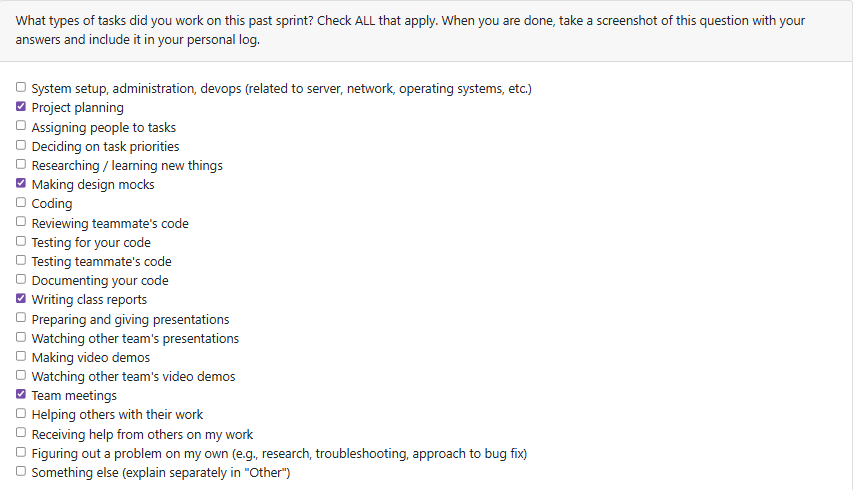 What types of tasks did you work on this past sprint? Check ALL that apply. When you are done, take a screenshot of this question with your
answers and include it in your personal log.
System setup, administration, devops (related to server, network, operating systems, etc.)
Project planning
Assigning people to tasks
Deciding on task priorities
Researching / learning new things
Making design mocks
Coding
Reviewing teammate's code
Testing for your code
Testing teammate's code
Documenting your code
Writing class reports
Preparing and giving presentations
Watching other team's presentations
Making video demos
Watching other team's video demos
Team meetings
Helping others with their work
Receiving help from others on my work
Figuring out a problem on my own (e.g., research, troubleshooting, approach to bug fix)
Something else (explain separately in "Other")